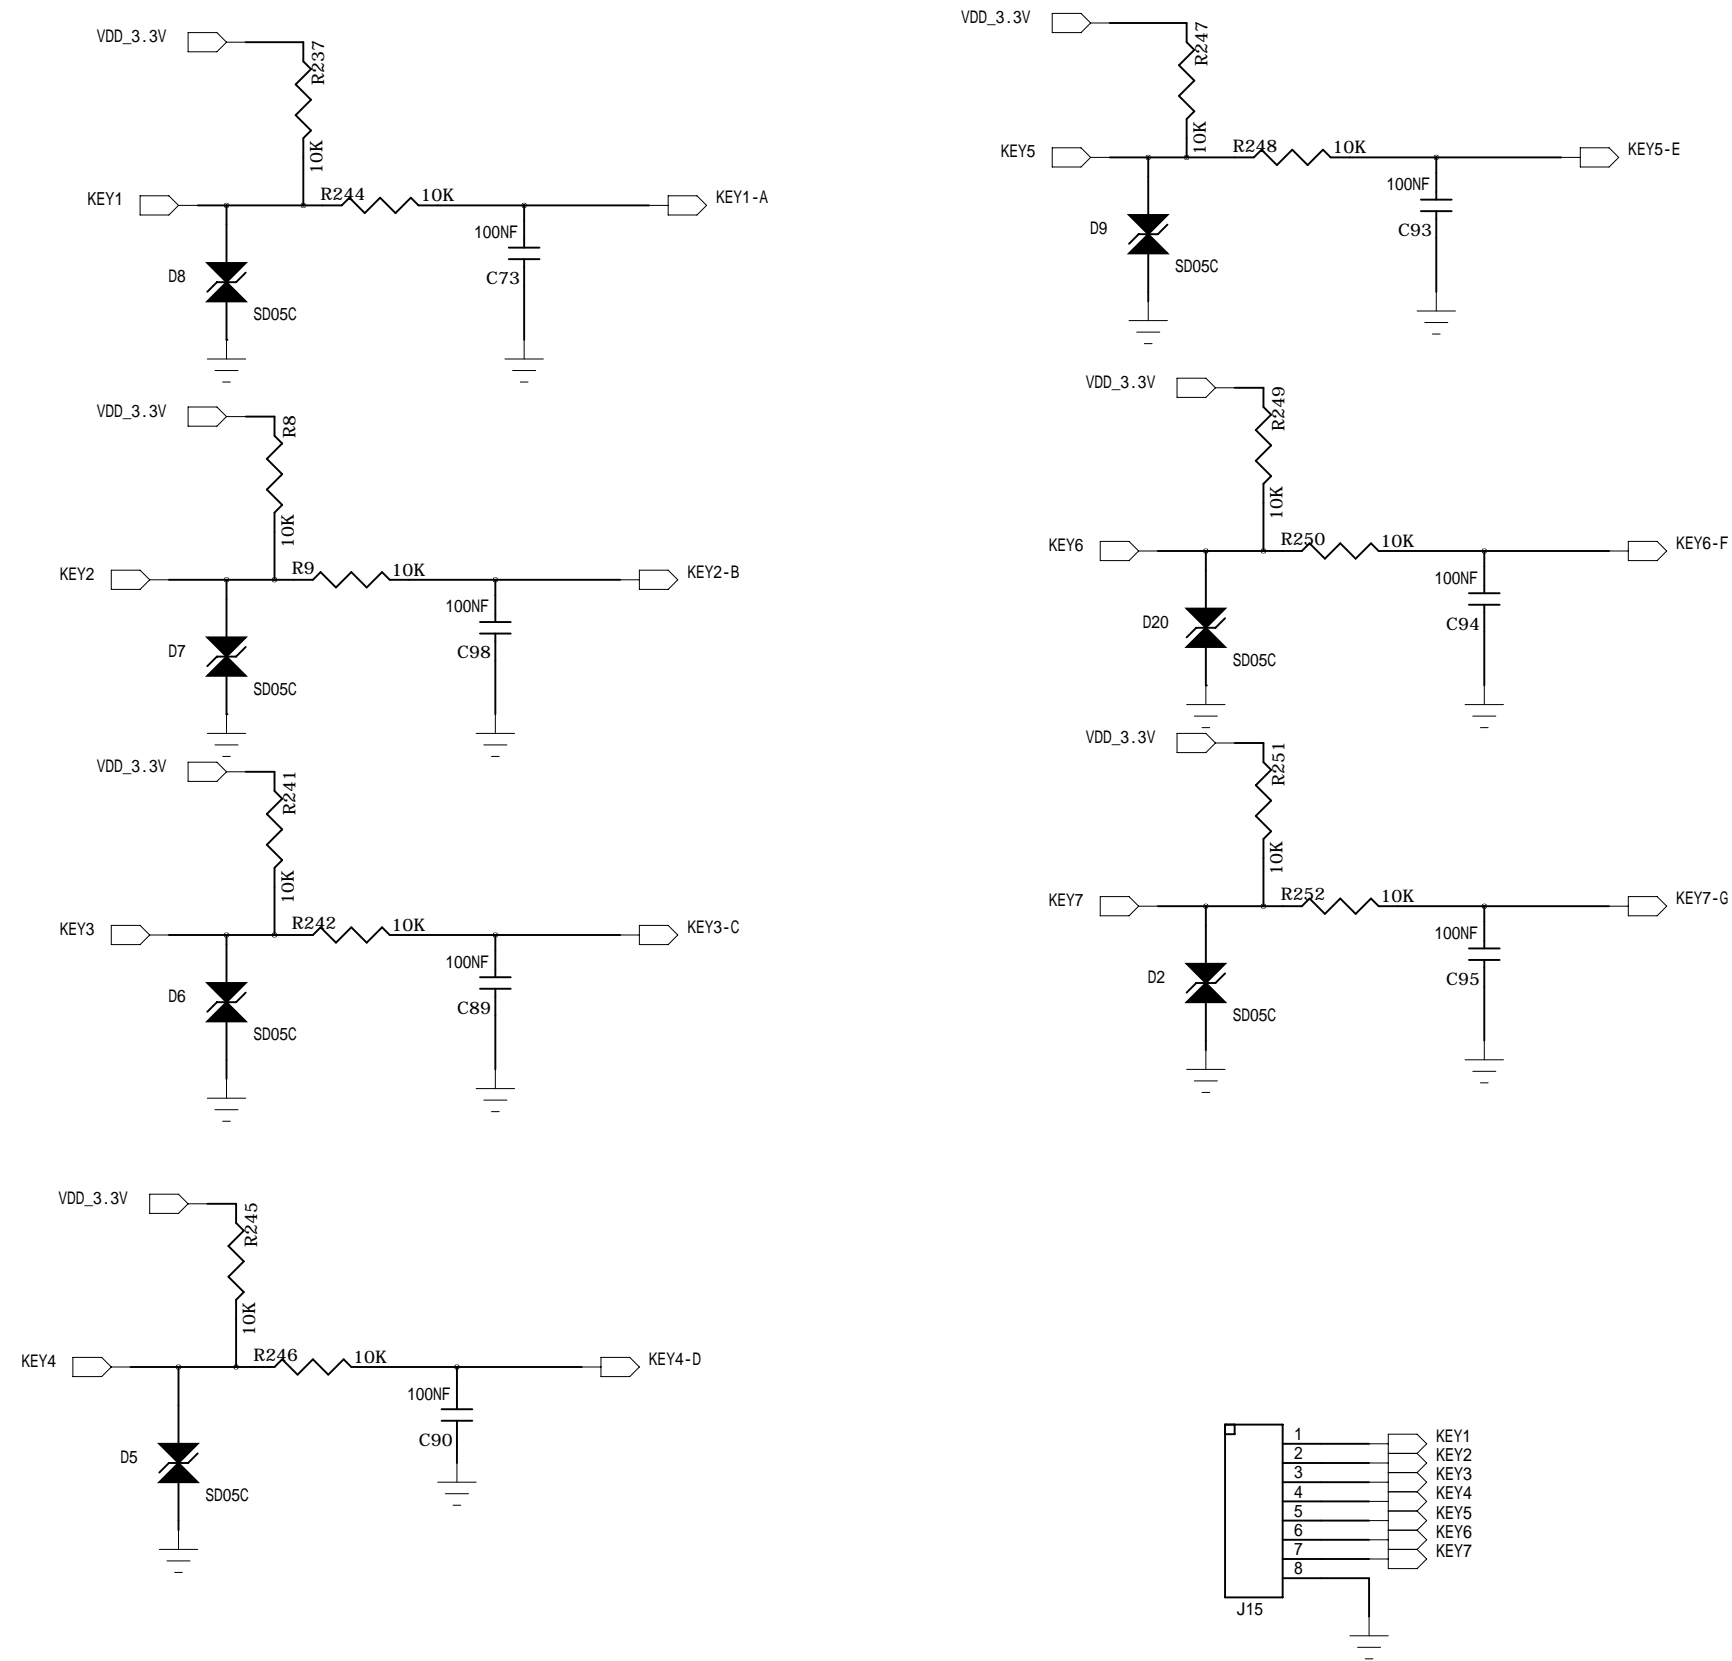 VDD_3.3V
R237
10K
KEY1
R244
10K
KEY1-A
100NF
C73
D8
SD05C
VDD_3.3V
R8
10K
KEY2
R9
10K
KEY2-B
100NF
C98
D7
SD05C
VDD_3.3V
R241
10K
KEY3
R242
10K
KEY3-C
100NF
C89
D6
SD05C
VDD_3.3V
R245
10K
KEY4
R246
10K
KEY4-D
100NF
C90
D5
SD05C
VDD_3.3V
R247
10K
KEY5
R248
10K
KEY5-E
100NF
C93
D9
SD05C
VDD_3.3V
R249
10K
KEY6
R250
10K
KEY6-F
100NF
C94
D20
SD05C
VDD_3.3V
R251
10K
KEY7
R252
10K
KEY7-G
100NF
C95
D2
SD05C
1 KEY1
2 KEY2
3 KEY3
4 KEY4
5 KEY5
6 KEY6
7 KEY7
8
J15